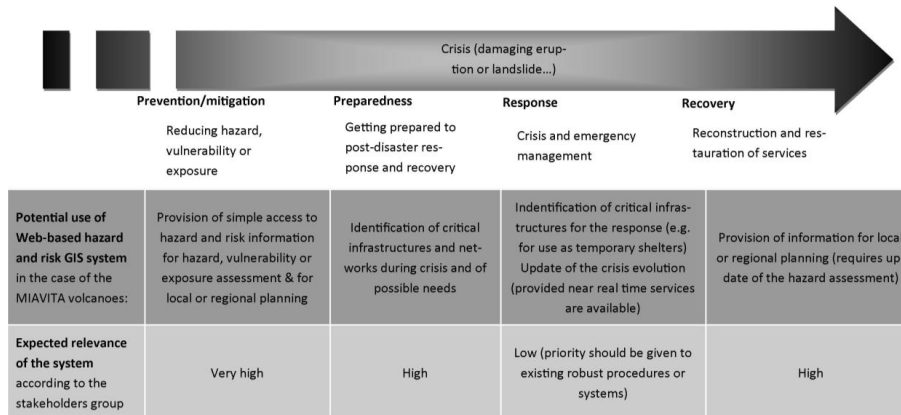 Crisis (damaging erup-
tion or landslide...)
Prevention/mitigation
Reducing hazard,
vulnerability or
exposure
Preparedness
Getting prepared to
post-disaster res-
ponse and recovery
Response
Crisis and emergency
management
Recovery
Reconstruction and res-
tauration of services
Potential use of
Web-based hazard
and risk GIS system
in the case of the
MIAVITA volcanoes:
Provision of simple access to
hazard and risk information
for hazard, vulnerability or
exposure assessment & for
local or regional planning
Identification of critical
infrastructures and net-
works during crisis and of
possible needs
Indentification of critical infras-
tructures for the response (e.g.
for use as temporary shelters)
Update of the crisis evolution
(provided near real time services
are available)
Provision of information for local
or regional planning (requires up-
date of the hazard assessment)
Expected relevance
of the system
according to the
stakeholders group
Very high
High
Low (priority should be given to
existing robust procedures or
systems)
High